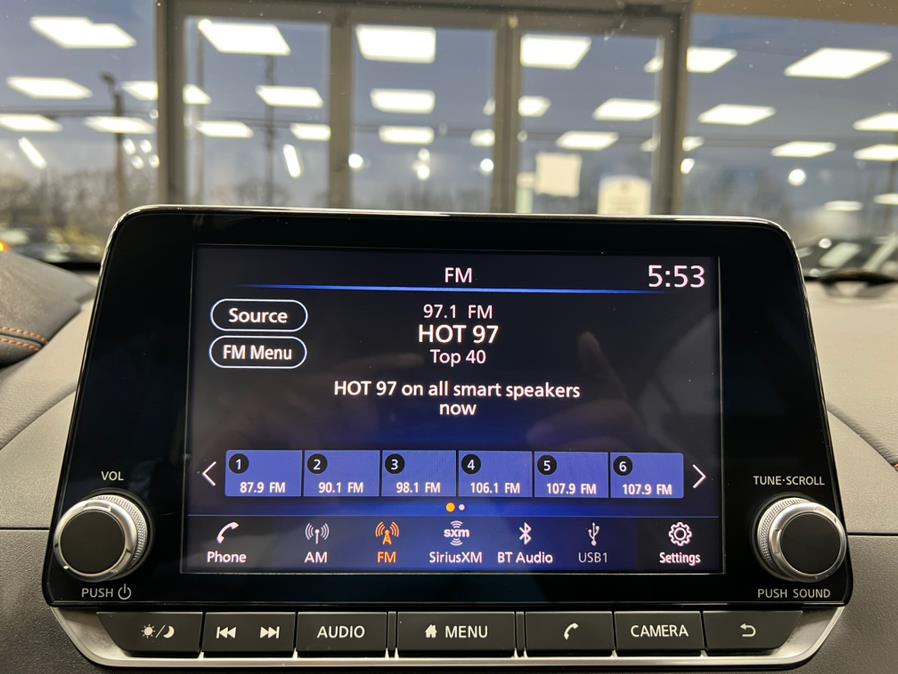 FM
5:53
Source
FM Menu
97.1 FM
HOT 97
Top 40
HOT 97 on all smart speakers
now
1
87.9 FM
2
90.1 FM
3
98.1 FM
4
106.1 FM
5
107.9 FM
6
107.9 FM
Phone
AM
FM
sxm
SiriusXM
BT Audio
USB1
Settings
VOL
PUSH
TUNE·SCROLL
PUSH SOUND
AUDIO
MENU
CAMERA